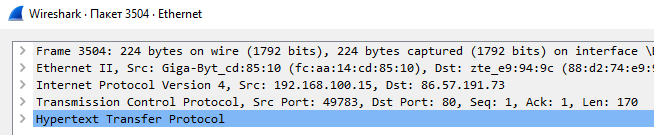 Wireshark · Пакет 3504 · Ethernet
Frame 3504: 224 bytes on wire (1792 bits), 224 bytes captured (1792 bits) on interface \
Ethernet II, Src: Giga-Byt_cd:85:10 (fc:aa:14:cd:85:10), Dst: zte_e9:94:9c (88:d2:74:e9:9
Internet Protocol Version 4, Src: 192.168.100.15, Dst: 86.57.191.73
Transmission Control Protocol, Src Port: 49783, Dst Port: 80, Seq: 1, Ack: 1, Len: 170
Hypertext Transfer Protocol